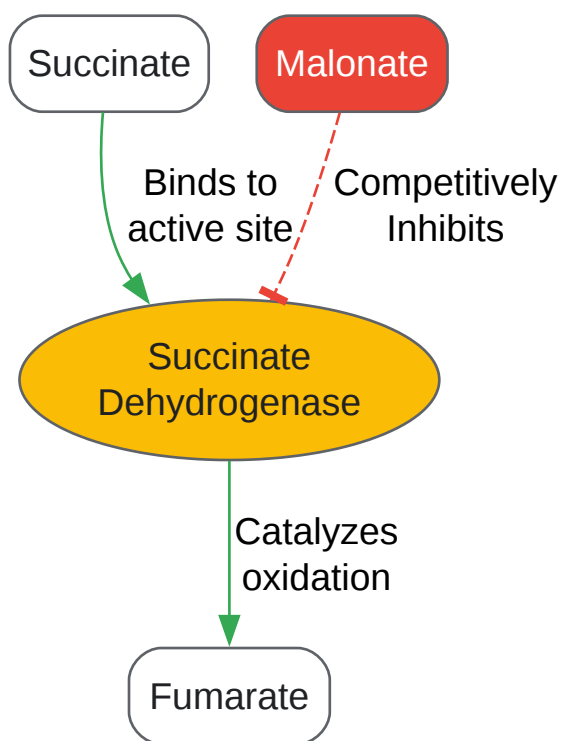 Succinate
Malonate
Binds to
active site
Competitively
Inhibits
Succinate
Dehydrogenase
Catalyzes
oxidation
Fumarate